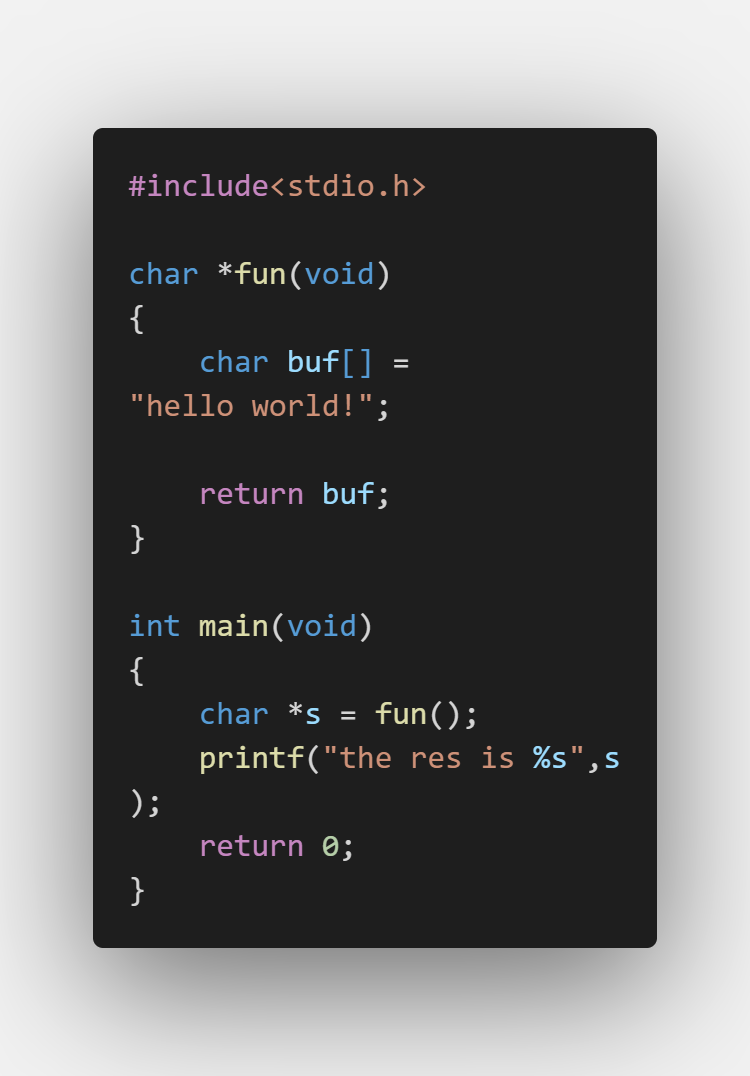 #include<stdio.h>

char *fun(void)
{
    char buf[] =
"hello world!";

    return buf;
}

int main(void)
{
    char *s = fun();
    printf("the res is %s",s
);
    return 0;
}